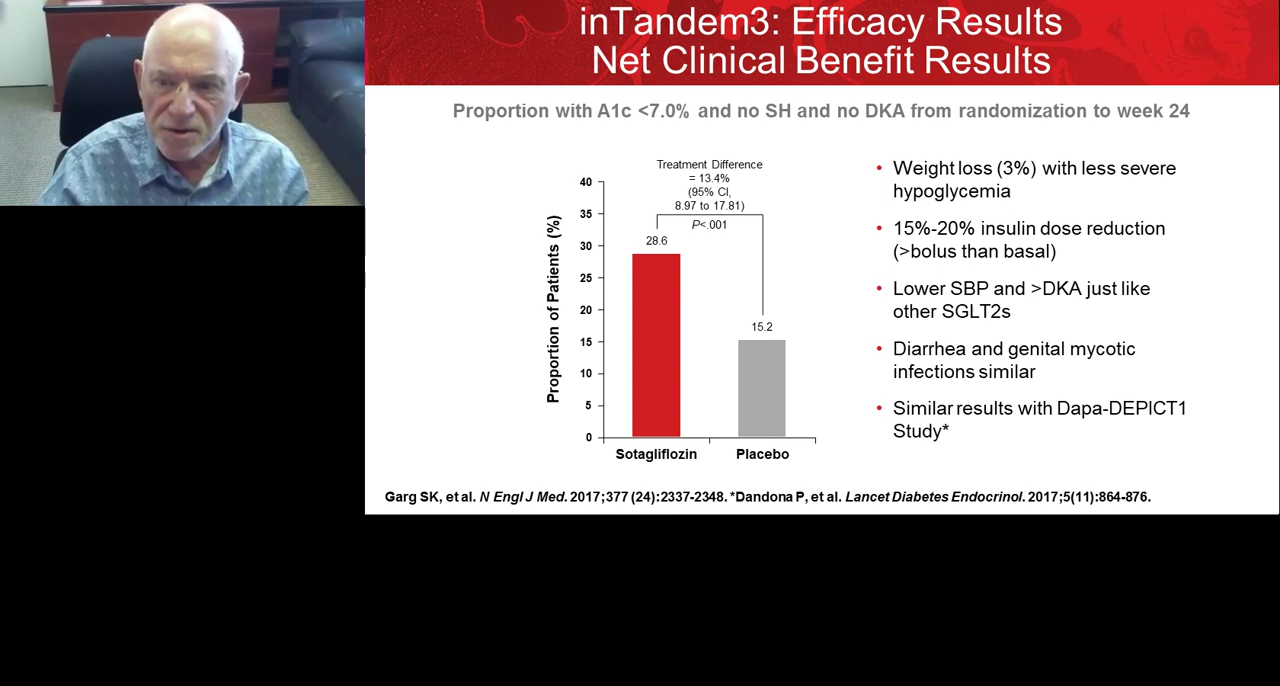 inTandem3: Efficacy Results
Net Clinical Benefit Results
Proportion with A1c <7.0% and no SH and no DKA from randomization to week 24
Proportion of Patients (%)
40
35
30
25
20
15
10
5
0
Treatment Difference
= 13.4%
(95% CI,
8.97 to 17.81)
P<.001
28.6
15.2
Sotagliflozin
Placebo
• Weight loss (3%) with less severe
hypoglycemia
• 15%-20% insulin dose reduction
(>bolus than basal)
• Lower SBP and >DKA just like
other SGLT2s
• Diarrhea and genital mycotic
infections similar
• Similar results with Dapa-DEPICT1
Study*
Garg SK, et al. N Engl J Med. 2017;377 (24):2337-2348. *Dandona P, et al. Lancet Diabetes Endocrinol. 2017;5(11):864-876.